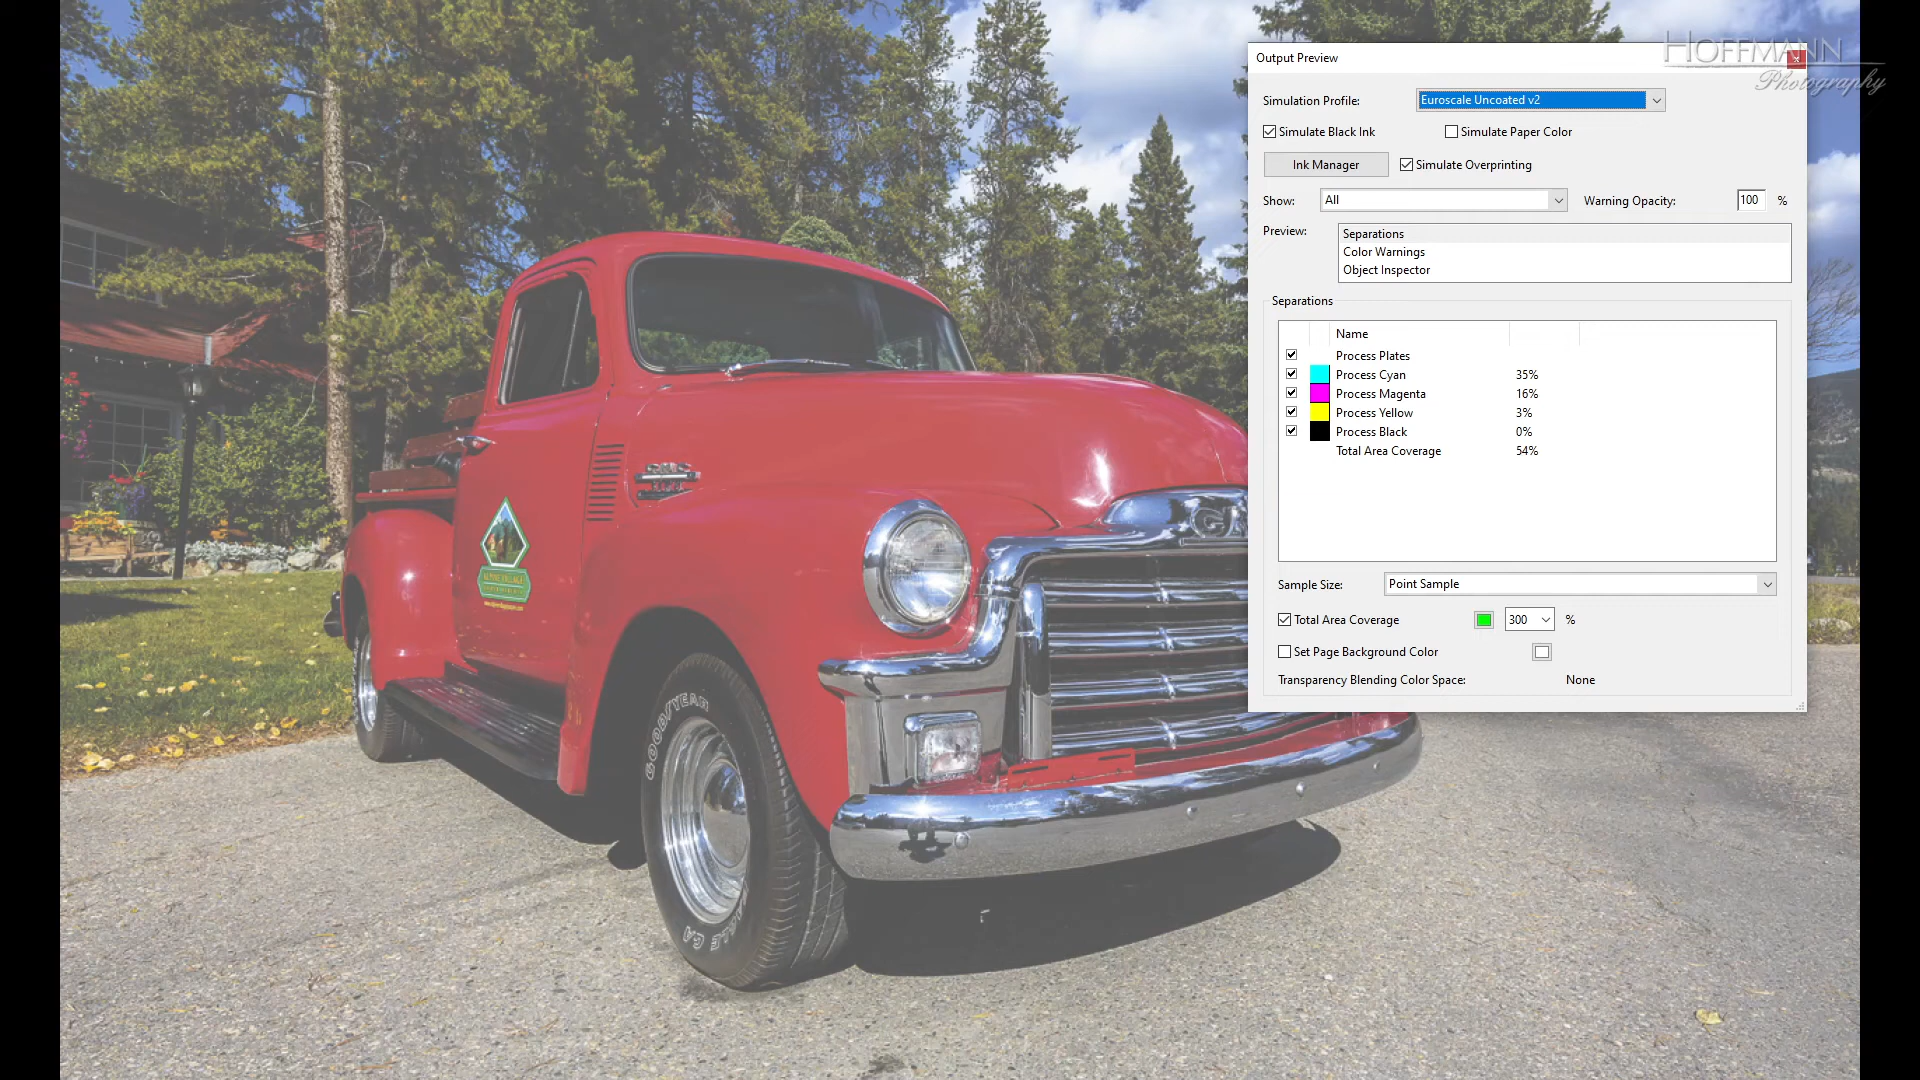 HOFFMANN
Photography
Output Preview
Simulation Profile: Euroscale Uncoated v2
Simulate Black Ink Simulate Paper Color
Ink Manager Simulate Overprinting
Show: All Warning Opacity: 100 %
Preview: Separations
Color Warnings
Object Inspector
Separations
Name
Process Plates
Process Cyan 35%
Process Magenta 16%
Process Yellow 3%
Process Black 0%
Total Area Coverage 54%
Sample Size: Point Sample
Total Area Coverage 300 %
Set Page Background Color
Transparency Blending Color Space: None
GOODYEAR
EAGLE GA